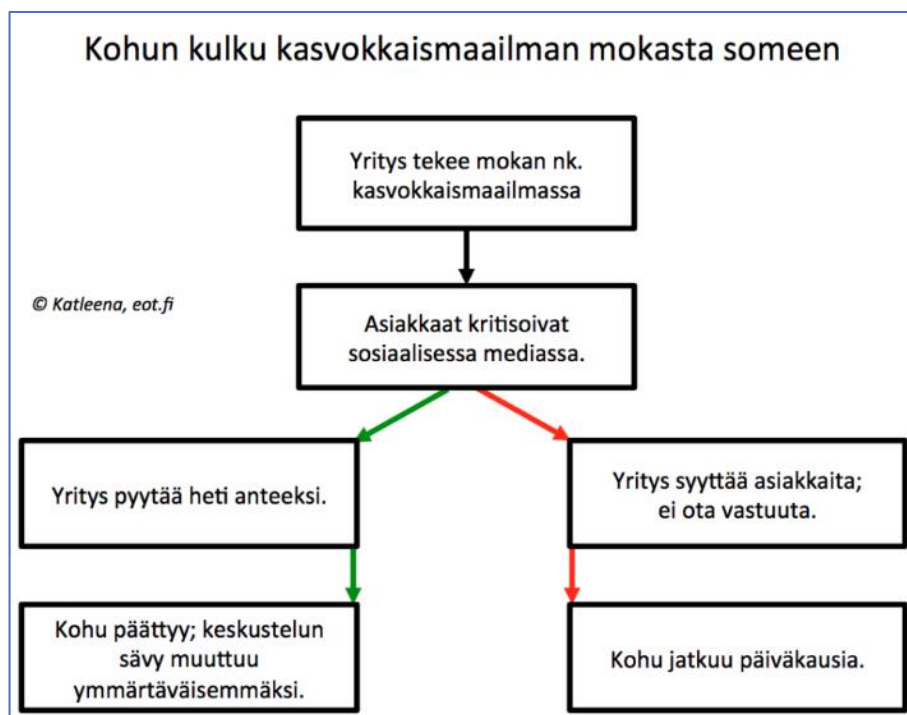 Kohun kulku kasvokkaismaailman mokasta someen
Yritys tekee mokan nk.
kasvokkaismaailmassa
© Katleena, eot.fi
Asiakkaat kritisoivat
sosiaalisessa mediassa.
Yritys pyytää heti anteeksi.
Yritys syyttää asiakkaita;
ei ota vastuuta.
Kohu päättyy; keskustelun
sävy muuttuu
ymmärtäväisemmäksi.
Kohu jatkuu päiväkausia.